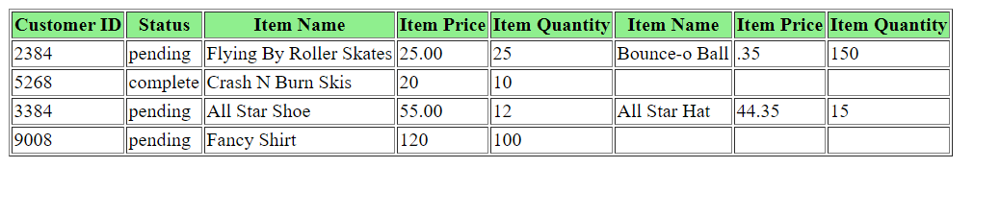 Customer ID Status Item Name Item Price Item Quantity Item Name Item Price Item Quantity
2384 pending Flying By Roller Skates 25.00 25 Bounce-o Ball .35 150
5268 complete Crash N Burn Skis 20 10
3384 pending All Star Shoe 55.00 12 All Star Hat 44.35 15
9008 pending Fancy Shirt 120 100